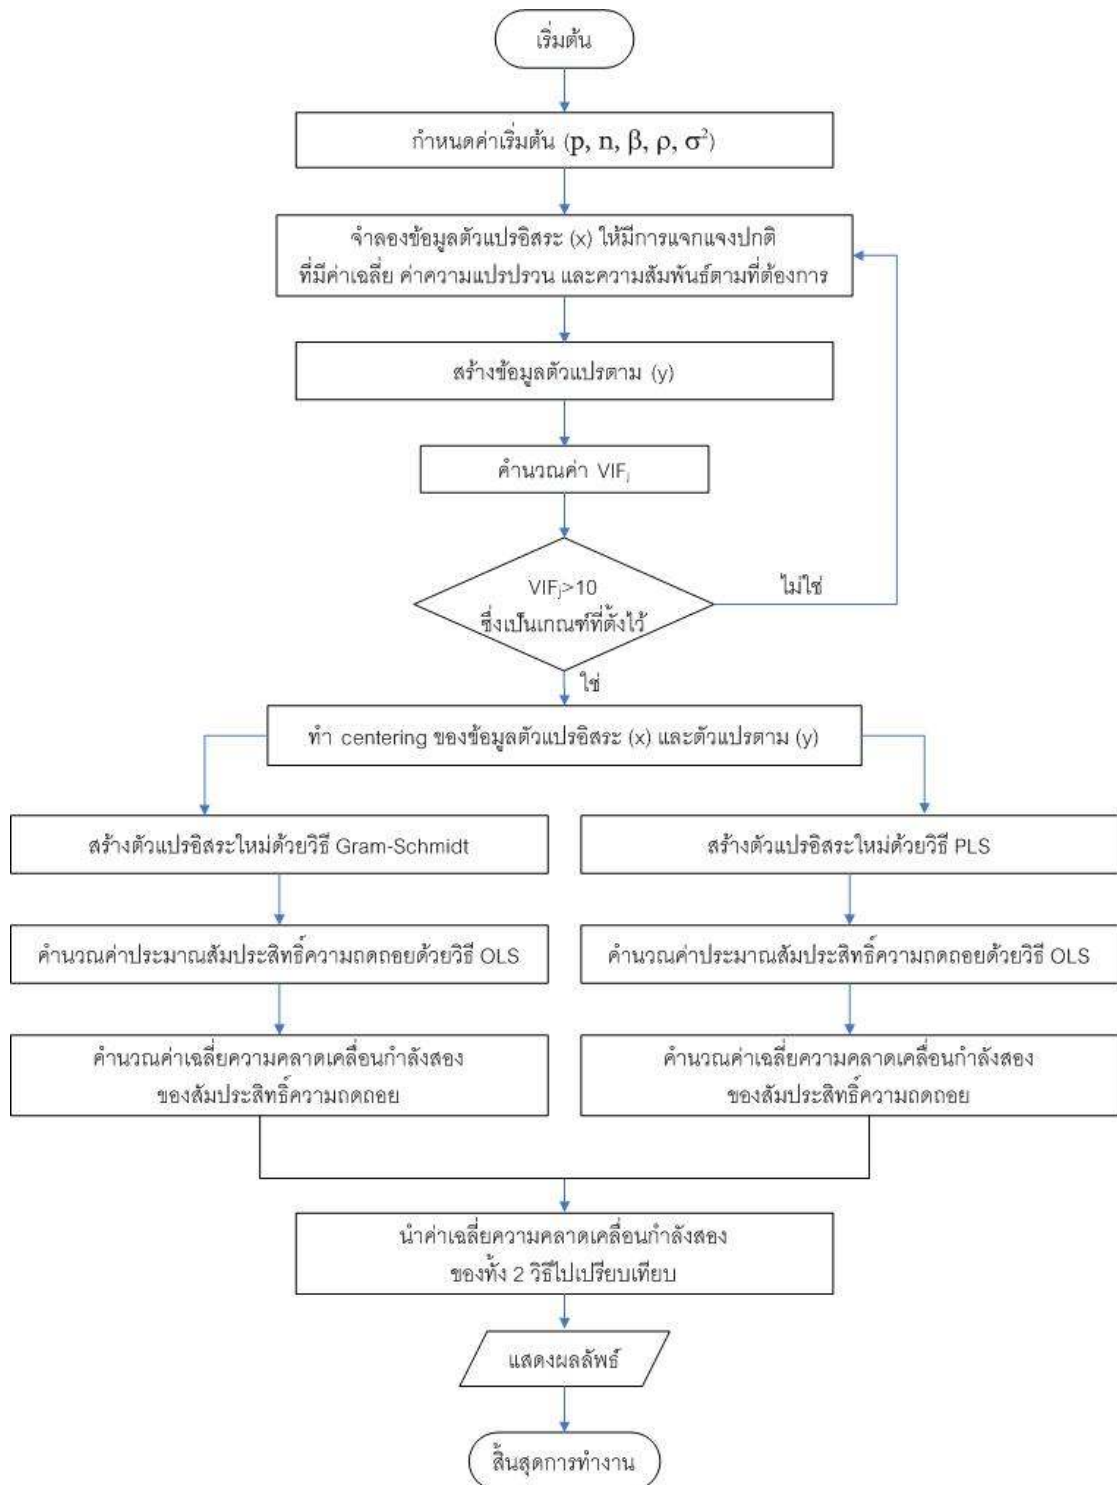 เริ่มต้น
กำหนดค่าเริ่มต้น (p, n, β, ρ, σ²)
จำลองข้อมูลตัวแปรอิสระ (x) ให้มีการแจกแจงปกติ
ที่มีค่าเฉลี่ย ค่าความแปรปรวน และความสัมพันธ์ตามที่ต้องการ
สร้างข้อมูลตัวแปรตาม (y)
คำนวณค่า VIFⱼ
VIFⱼ>10
ซึ่งเป็นเกณฑ์ที่ตั้งไว้
ไม่ใช่
ใช่
ทำ centering ของข้อมูลตัวแปรอิสระ (x) และตัวแปรตาม (y)
สร้างตัวแปรอิสระใหม่ด้วยวิธี Gram-Schmidt
สร้างตัวแปรอิสระใหม่ด้วยวิธี PLS
คำนวณค่าประมาณสัมประสิทธิ์ความถดถอยด้วยวิธี OLS
คำนวณค่าประมาณสัมประสิทธิ์ความถดถอยด้วยวิธี OLS
คำนวณค่าเฉลี่ยความคลาดเคลื่อนกำลังสอง
ของสัมประสิทธิ์ความถดถอย
คำนวณค่าเฉลี่ยความคลาดเคลื่อนกำลังสอง
ของสัมประสิทธิ์ความถดถอย
นำค่าเฉลี่ยความคลาดเคลื่อนกำลังสอง
ของทั้ง 2 วิธีไปเปรียบเทียบ
แสดงผลลัพธ์
สิ้นสุดการทำงาน